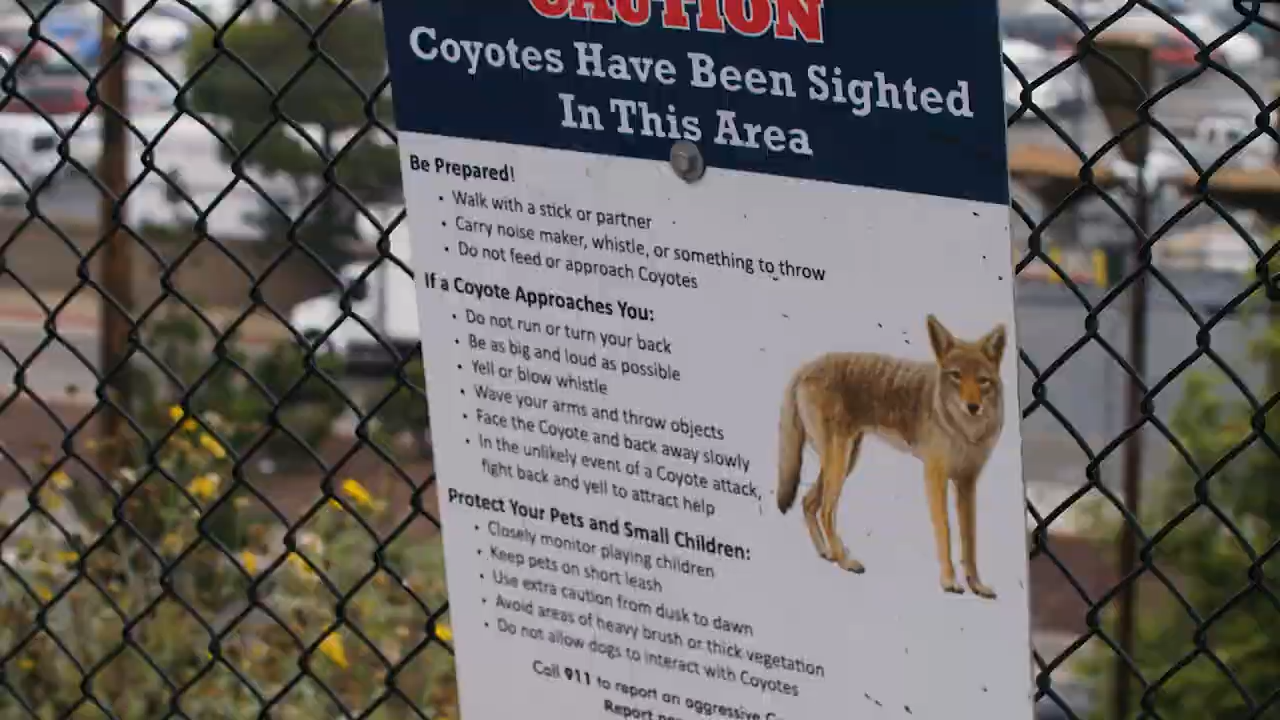 CAUTION
Coyotes Have Been Sighted
In This Area
Be Prepared!
• Walk with a stick or partner
• Carry noise maker, whistle, or something to throw
• Do not feed or approach Coyotes
If a Coyote Approaches You:
• Do not run or turn your back
• Be as big and loud as possible
• Yell or blow whistle
• Wave your arms and throw objects
• Face the Coyote and back away slowly
• In the unlikely event of a Coyote attack,
fight back and yell to attract help
Protect Your Pets and Small Children:
• Closely monitor playing children
• Keep pets on short leash
• Use extra caution from dusk to dawn
• Avoid areas of heavy brush or thick vegetation
• Do not allow dogs to interact with Coyotes
Call 911 to report an aggressive
Report